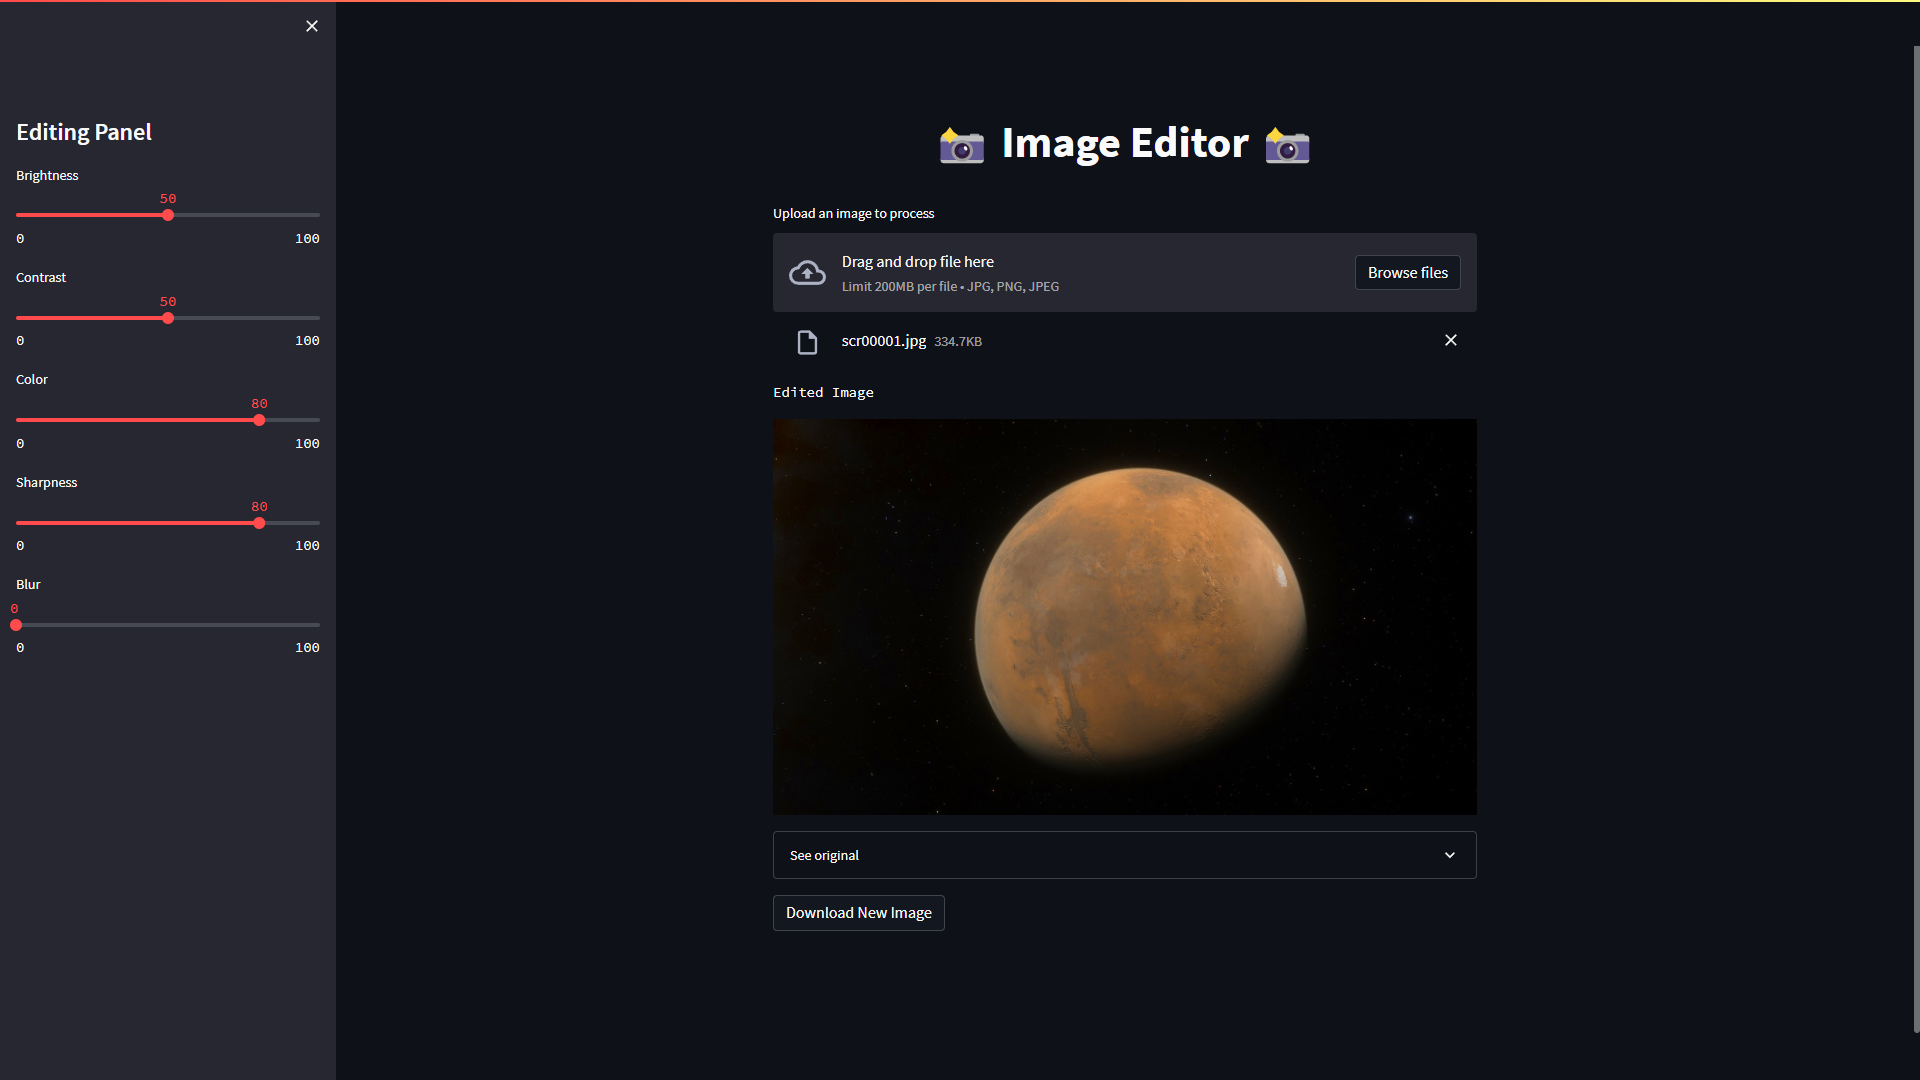 Editing Panel
Brightness
50
0 100
Contrast
50
0 100
Color
80
0 100
Sharpness
80
0 100
Blur
0
0 100
Image Editor
Upload an image to process
Drag and drop file here
Limit 200MB per file • JPG, PNG, JPEG
Browse files
scr00001.jpg 334.7KB
Edited Image
See original
Download New Image